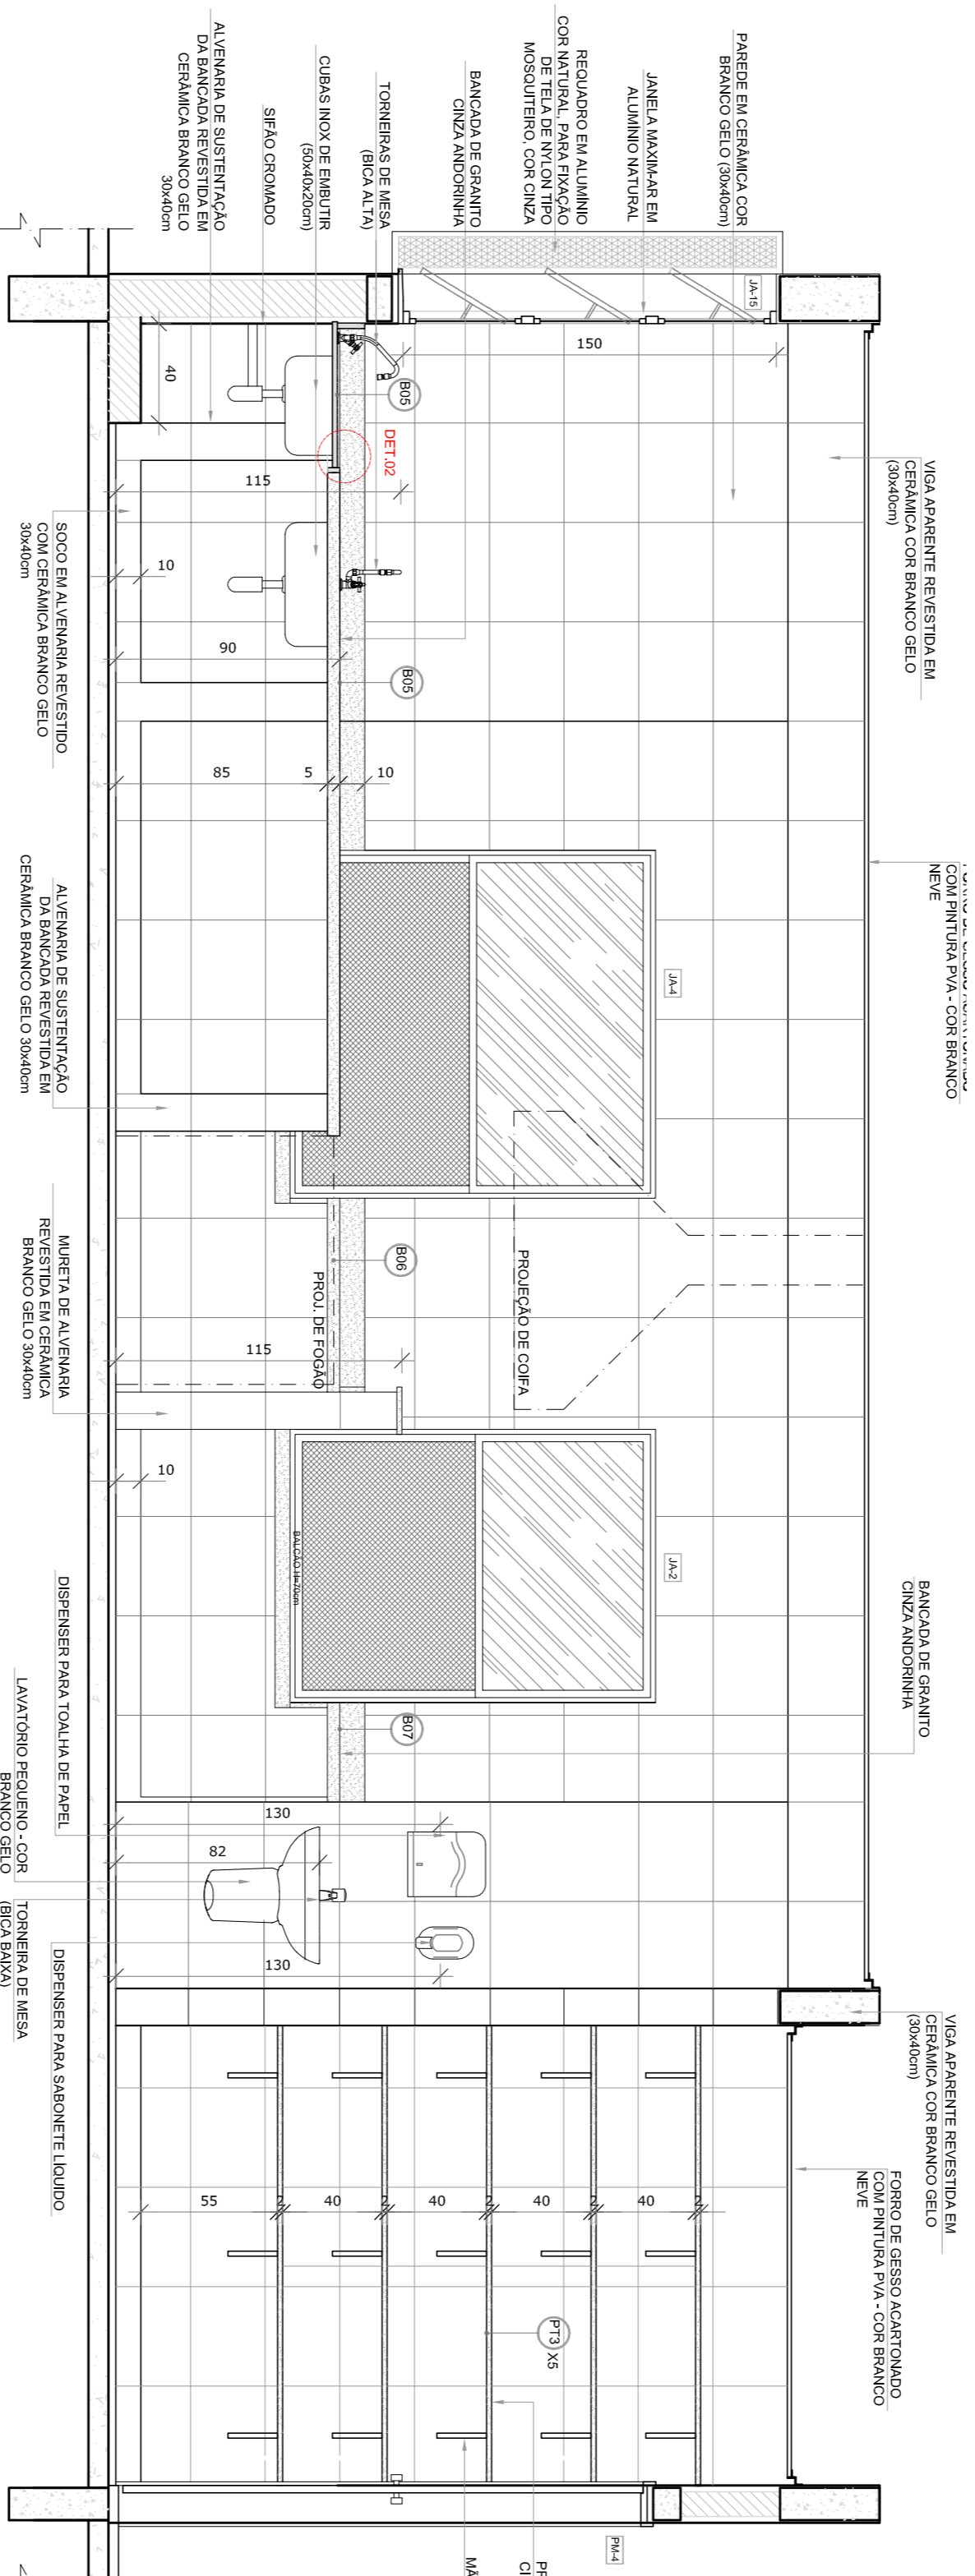 PAREDE EM CERÂMICA COR
BRANCO GELO (30x40cm)
JANELA MAXIM-AR EM
ALUMÍNIO NATURAL
REQUADRO EM ALUMÍNIO
COR NATURAL, PARA FIXAÇÃO
DE TELA DE NYLON TIPO
MOSQUITEIRO, COR CINZA
BANCADA DE GRANITO
CINZA ANDORINHA
TORNEIRAS DE MESA
(BICA ALTA)
CUBAS INOX DE EMBUTIR
(50x40x20cm)
SIFÃO CROMADO
ALVENARIA DE SUSTENTAÇÃO
DA BANCADA REVESTIDA EM
CERÂMICA BRANCO GELO
30x40cm
VIGA APARENTE REVESTIDA EM
CERÂMICA COR BRANCO GELO
(30x40cm)
COM PINTURA PVA - COR BRANCO
NEVE
BANCADA DE GRANITO
CINZA ANDORINHA
VIGA APARENTE REVESTIDA EM
CERÂMICA COR BRANCO GELO
(30x40cm)
FORRO DE GESSO ACARTONADO
COM PINTURA PVA - COR BRANCO
NEVE
JA-15
150
40
B05
DET.02
115
10
90
B05
85
5
10
JA-4
PROJEÇÃO DE COIFA
B06
PROJ. DE FOGÃO
115
10
JA-2
BALCÃO H=70cm
B07
130
82
130
55
2
40
2
40
2
40
2
40
2
PT3
X5
PM-4
SOCO EM ALVENARIA REVESTIDO
COM CERÂMICA BRANCO GELO
30x40cm
ALVENARIA DE SUSTENTAÇÃO
DA BANCADA REVESTIDA EM
CERÂMICA BRANCO GELO 30x40cm
MURETA DE ALVENARIA
REVESTIDA EM CERÂMICA
BRANCO GELO 30x40cm
DISPENSER PARA TOALHA DE PAPEL
LAVATÓRIO PEQUENO - COR
BRANCO GELO
TORNEIRA DE MESA
(BICA BAIXA)
DISPENSER PARA SABONETE LÍQUIDO